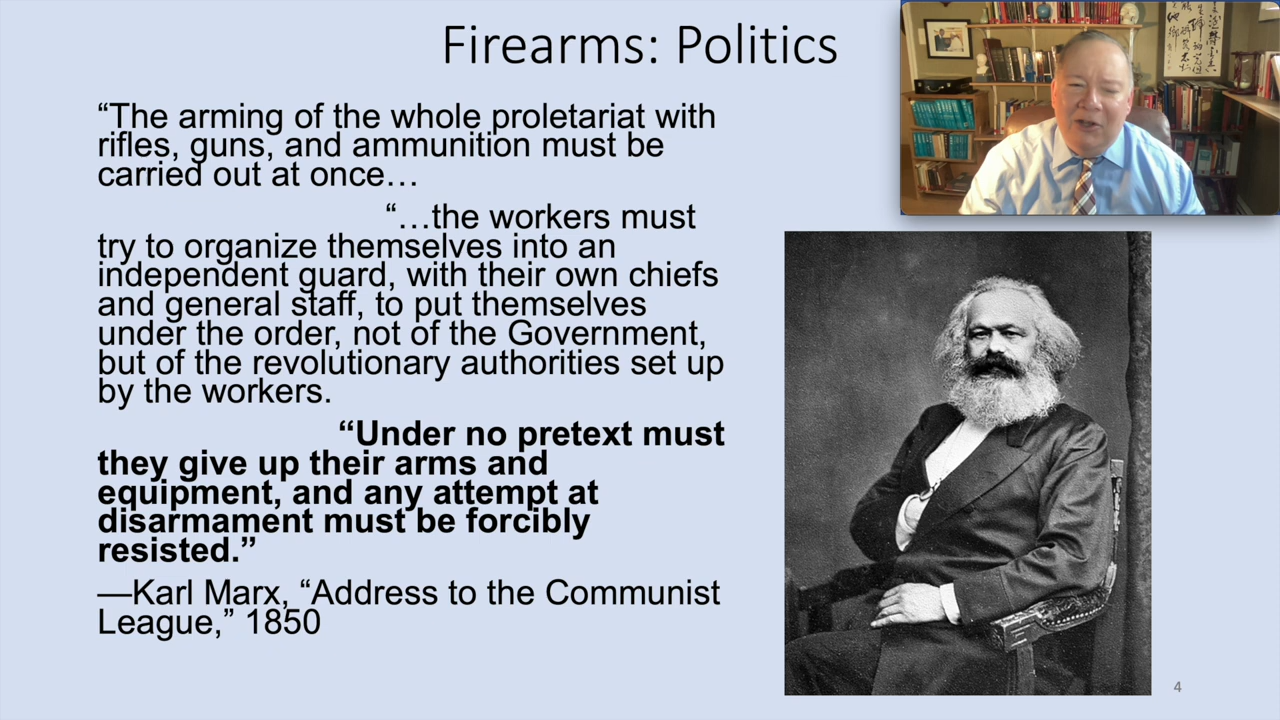 Firearms: Politics
“The arming of the whole proletariat with
rifles, guns, and ammunition must be
carried out at once…
“…the workers must
try to organize themselves into an
independent guard, with their own chiefs
and general staff, to put themselves
under the order, not of the Government,
but of the revolutionary authorities set up
by the workers.
“Under no pretext must
they give up their arms and
equipment, and any attempt at
disarmament must be forcibly
resisted.”
—Karl Marx, “Address to the Communist
League,” 1850
4